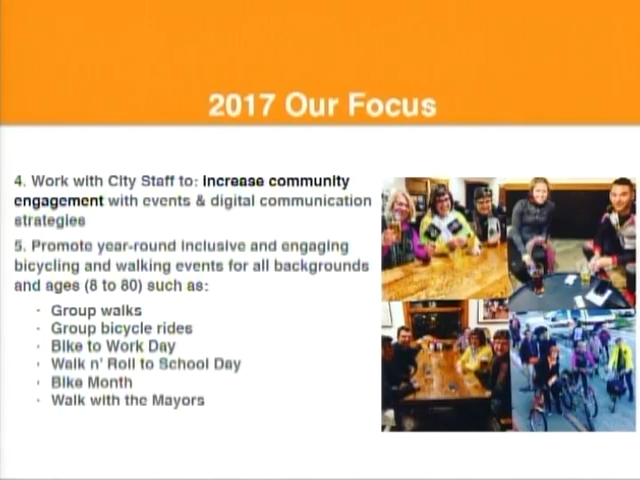 2017 Our Focus
4. Work with City Staff to: increase community
engagement with events & digital communication
strategies
5. Promote year-round inclusive and engaging
bicycling and walking events for all backgrounds
and ages (8 to 80) such as:
· Group walks
· Group bicycle rides
· Bike to Work Day
· Walk n' Roll to School Day
· Bike Month
· Walk with the Mayors